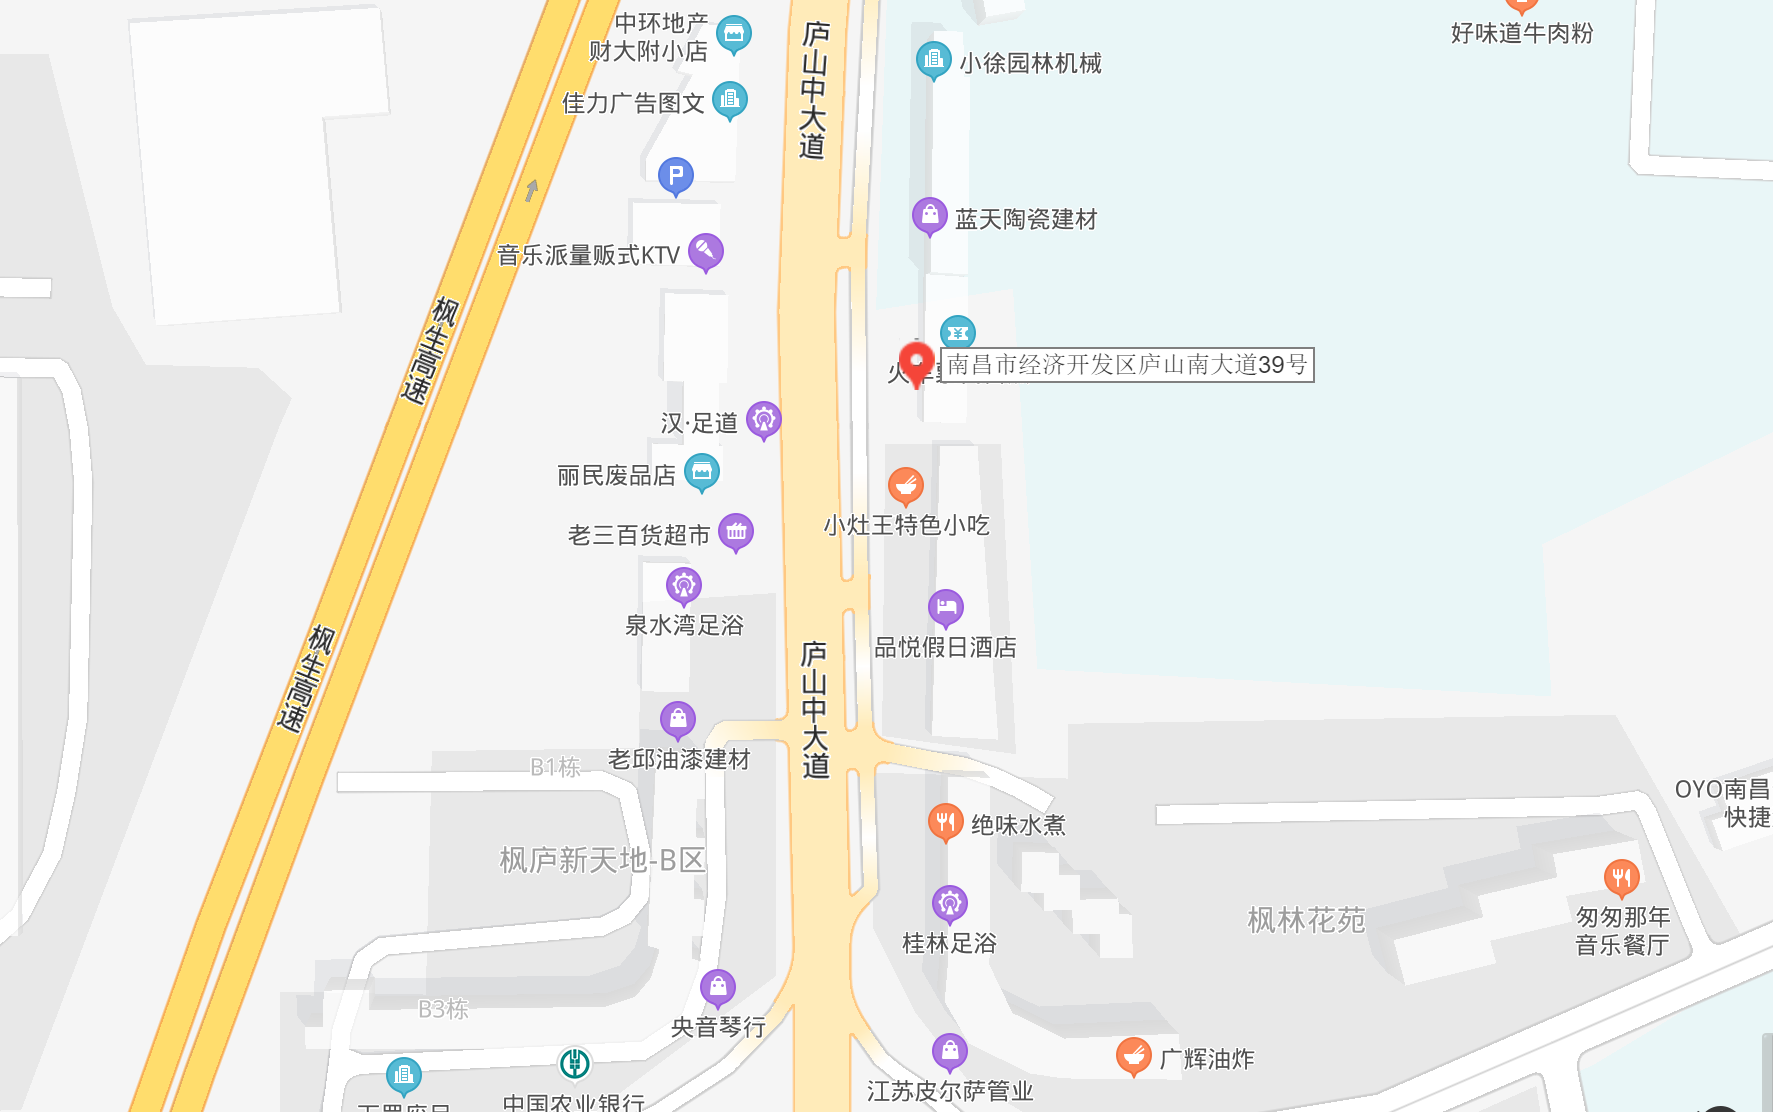 中环地产
财大附小店
庐山中大道
小徐园林机械
好味道牛肉粉
佳力广告图文
P
蓝天陶瓷建材
音乐派量贩式KTV
枫生高速
南昌市经济开发区庐山南大道39号
汉·足道
丽民废品店
老三百货超市
小灶王特色小吃
泉水湾足浴
品悦假日酒店
枫生高速
庐山中大道
老邱油漆建材
B1栋
OYO南昌
快捷
绝味水煮
枫庐新天地-B区
枫林花苑
匆匆那年
音乐餐厅
桂林足浴
B3栋
央音琴行
广辉油炸
江苏皮尔萨管业
中国农业银行